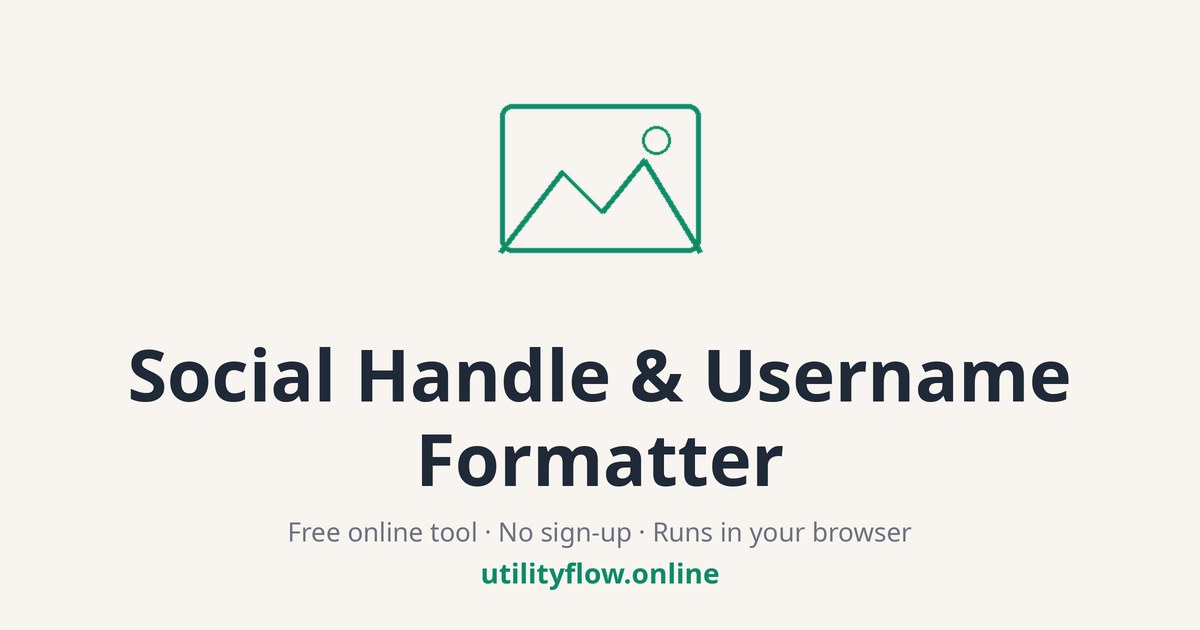 Social Handle & Username
Formatter
Free online tool · No sign-up · Runs in your browser
utilityflow.online